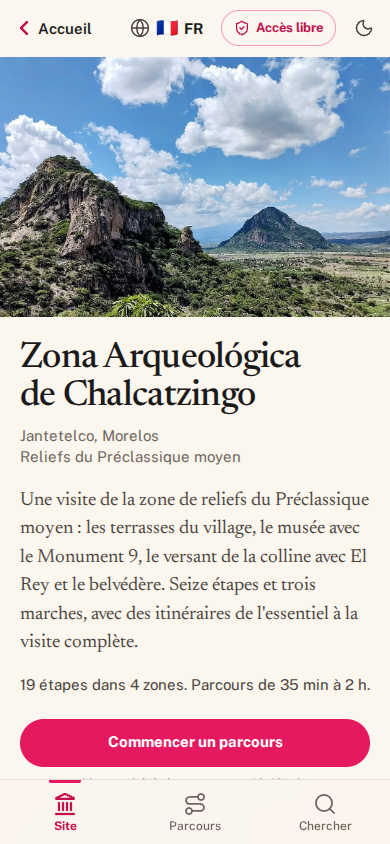 Accueil
FR
Accès libre
Zona Arqueológica
de Chalcatzingo
Jantetelco, Morelos
Reliefs du Préclassique moyen
Une visite de la zone de reliefs du Préclassique
moyen : les terrasses du village, le musée avec
le Monument 9, le versant de la colline avec El
Rey et le belvédère. Seize étapes et trois
marches, avec des itinéraires de l'essentiel à la
visite complète.
19 étapes dans 4 zones. Parcours de 35 min à 2 h.
Commencer un parcours
Site
Parcours
Chercher